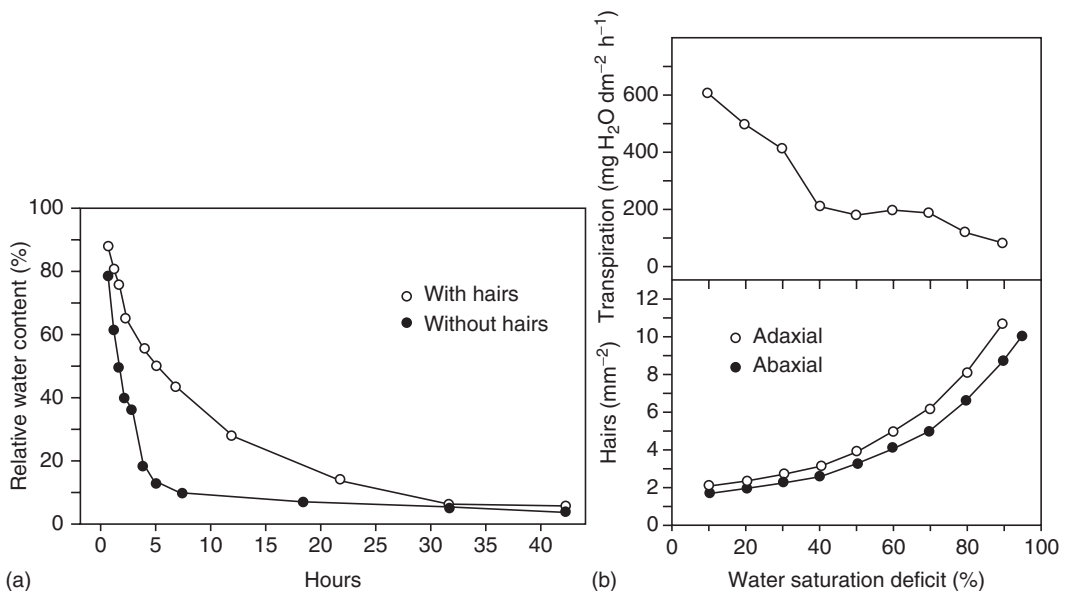 (a)
Relative water content (%)
100
80
60
40
20
0
With hairs
Without hairs
0 5 10 15 20 25 30 35 40
Hours
(b)
Transpiration (mg H₂O dm⁻² h⁻¹)
600
400
200
0
Hairs (mm⁻²)
12
10
8
6
4
2
0
Adaxial
Abaxial
0 20 40 60 80 100
Water saturation deficit (%)